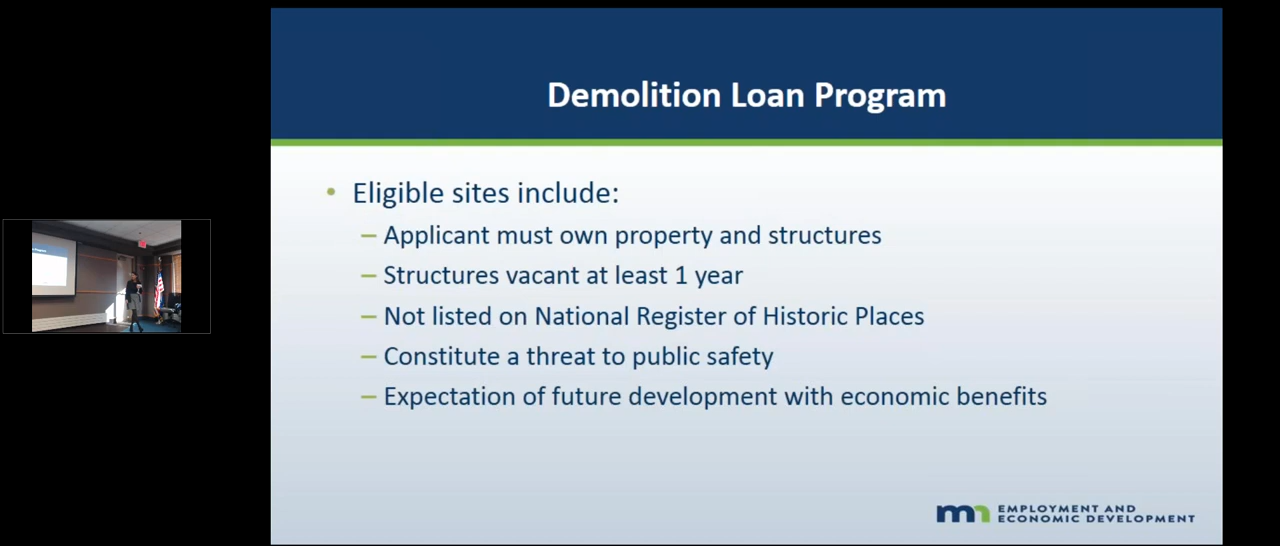 Demolition Loan Program
• Eligible sites include:
– Applicant must own property and structures
– Structures vacant at least 1 year
– Not listed on National Register of Historic Places
– Constitute a threat to public safety
– Expectation of future development with economic benefits
mn EMPLOYMENT AND
ECONOMIC DEVELOPMENT